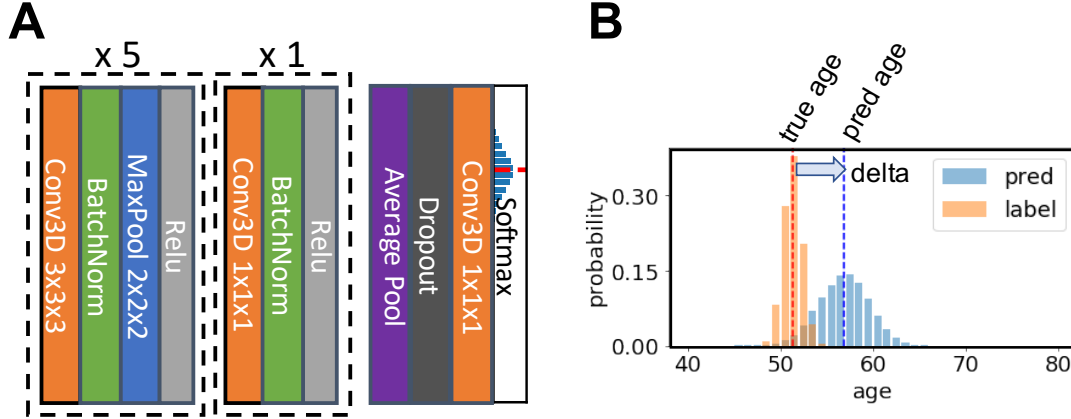 A
x 5
x 1
Conv3D 3x3x3
BatchNorm
MaxPool 2x2x2
Relu
Conv3D 1x1x1
BatchNorm
Relu
Average Pool
Dropout
Conv3D 1x1x1
Softmax
B
true age
pred age
delta
pred
label
probability
0.30
0.15
0.00
40
50
60
70
80
age